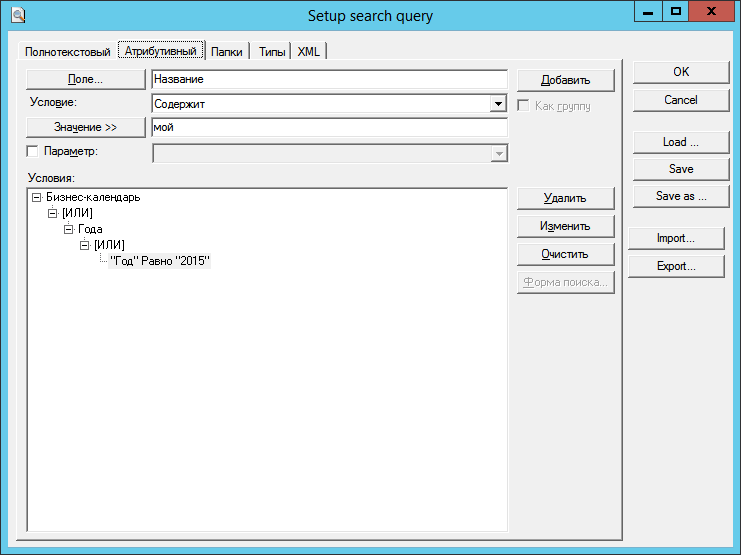 Setup search query
Полнотекстовый Атрибутивный Папки Типы XML
Поле... Название Добавить
Условие: Содержит Как группу
Значение >> мой
Параметр:
Условия:
Бизнес-календарь
[ИЛИ]
Года
[ИЛИ]
"Год" Равно "2015"
Удалить
Изменить
Очистить
Форма поиска...
OK
Cancel
Load ...
Save
Save as ...
Import...
Export...